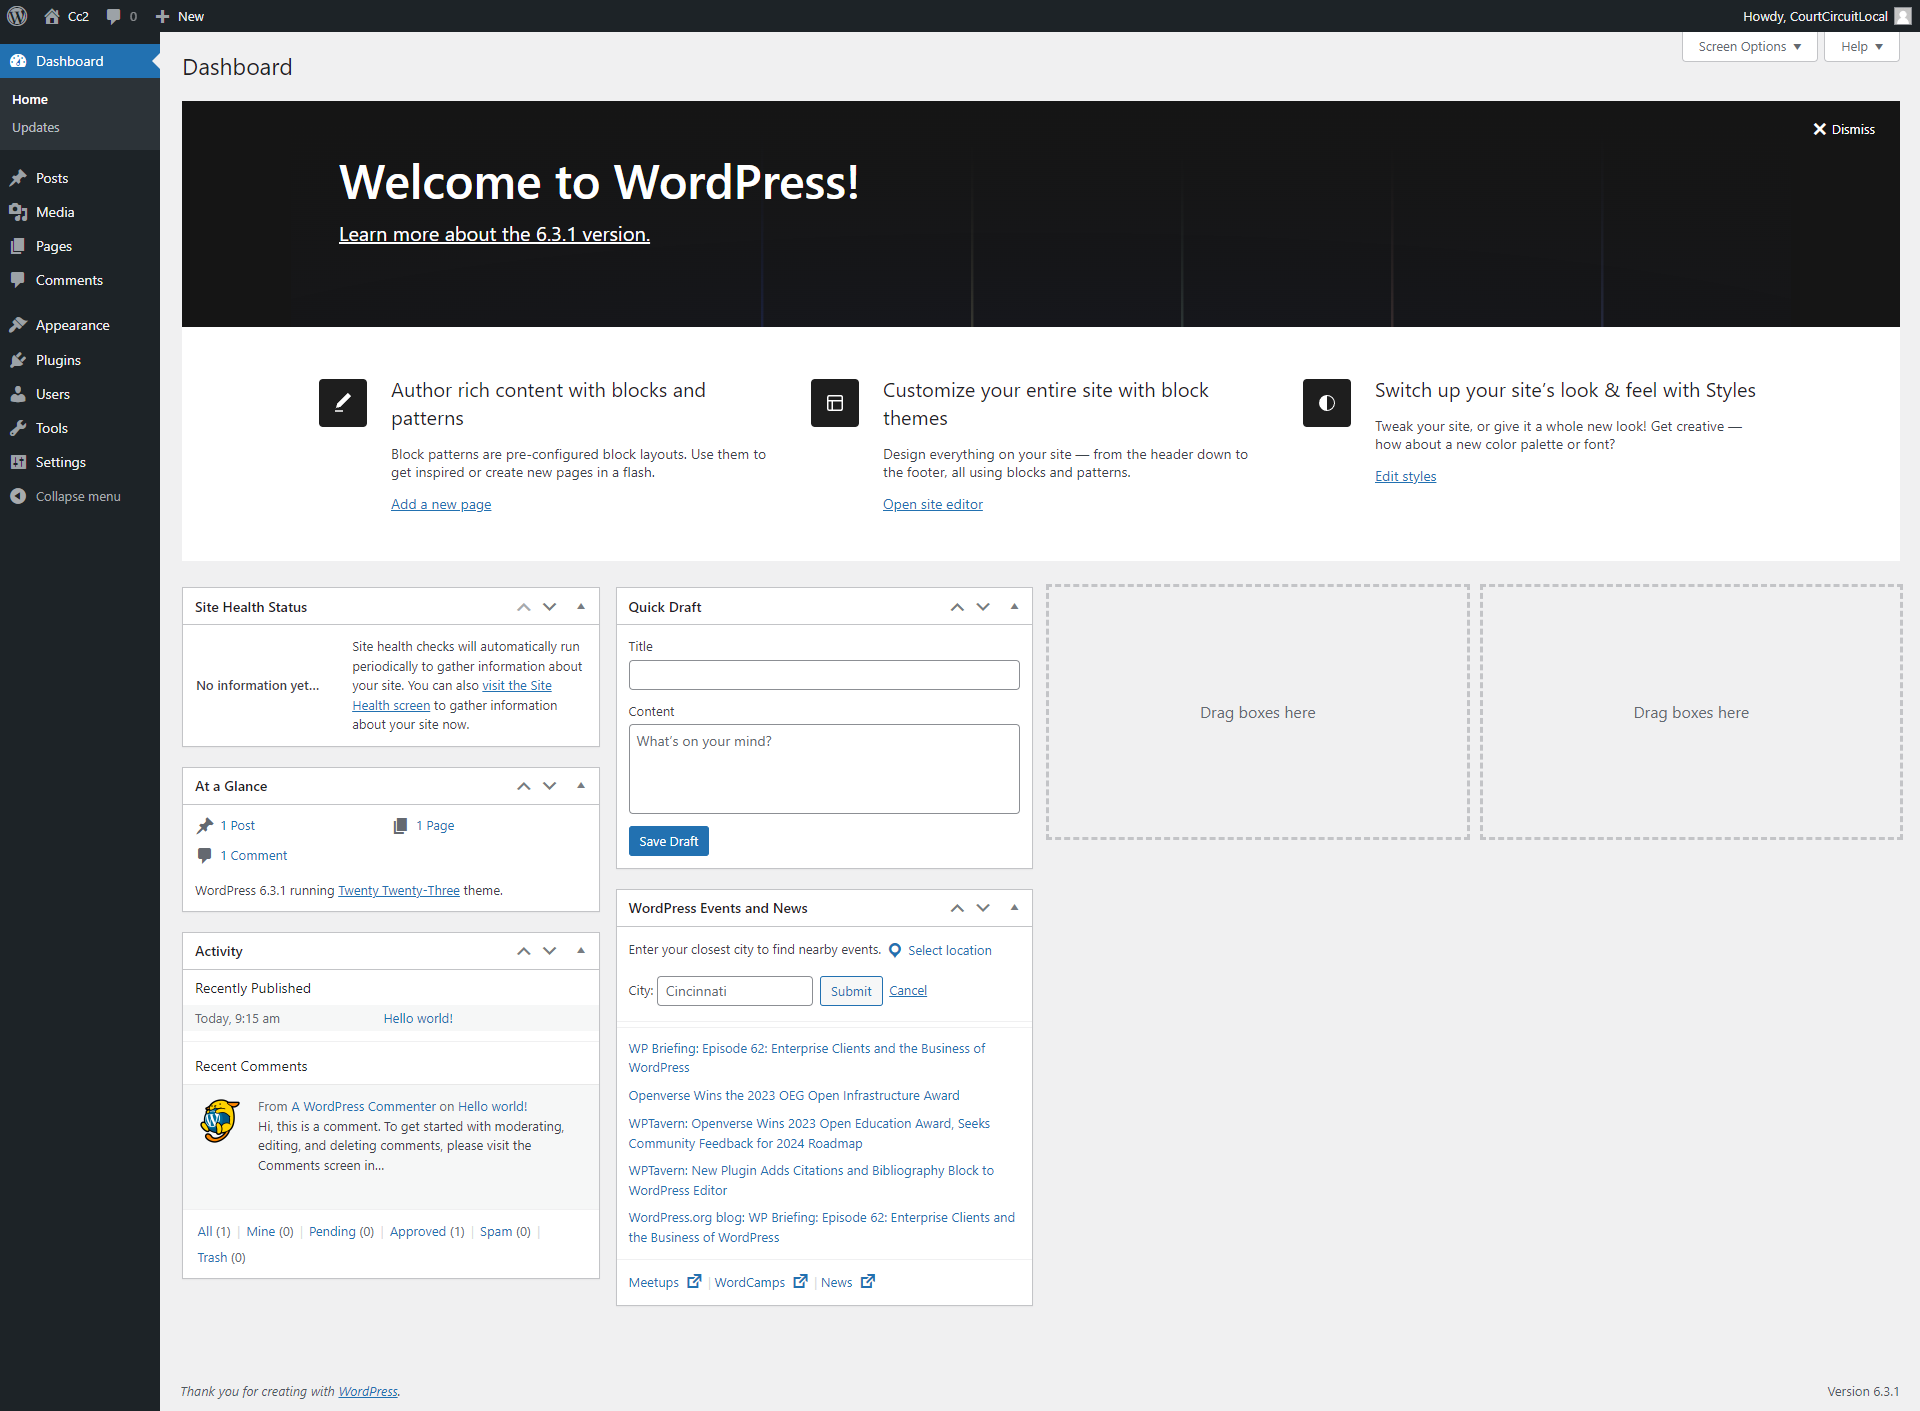 Cc2 0 New
Howdy, CourtCircuitLocal
Dashboard
Home
Updates
Posts
Media
Pages
Comments
Appearance
Plugins
Users
Tools
Settings
Collapse menu
Screen Options
Help
Dashboard
Dismiss
Welcome to WordPress!
Learn more about the 6.3.1 version.
Author rich content with blocks and
patterns
Block patterns are pre-configured block layouts. Use them to
get inspired or create new pages in a flash.
Add a new page
Customize your entire site with block
themes
Design everything on your site — from the header down to
the footer, all using blocks and patterns.
Open site editor
Switch up your site’s look & feel with Styles
Tweak your site, or give it a whole new look! Get creative —
how about a new color palette or font?
Edit styles
Site Health Status
No information yet…
Site health checks will automatically run
periodically to gather information about
your site. You can also visit the Site
Health screen to gather information
about your site now.
At a Glance
1 Post
1 Page
1 Comment
WordPress 6.3.1 running Twenty Twenty-Three theme.
Activity
Recently Published
Today, 9:15 am
Hello world!
Recent Comments
From A WordPress Commenter on Hello world!
Hi, this is a comment. To get started with moderating,
editing, and deleting comments, please visit the
Comments screen in…
All (1) | Mine (0) | Pending (0) | Approved (1) | Spam (0) |
Trash (0)
Quick Draft
Title
Content
What’s on your mind?
Save Draft
WordPress Events and News
Enter your closest city to find nearby events. Select location
City: Cincinnati Submit Cancel
WP Briefing: Episode 62: Enterprise Clients and the Business of
WordPress
Openverse Wins the 2023 OEG Open Infrastructure Award
WPTavern: Openverse Wins 2023 Open Education Award, Seeks
Community Feedback for 2024 Roadmap
WPTavern: New Plugin Adds Citations and Bibliography Block to
WordPress Editor
WordPress.org blog: WP Briefing: Episode 62: Enterprise Clients and
the Business of WordPress
Meetups | WordCamps | News
Drag boxes here
Drag boxes here
Thank you for creating with WordPress.
Version 6.3.1